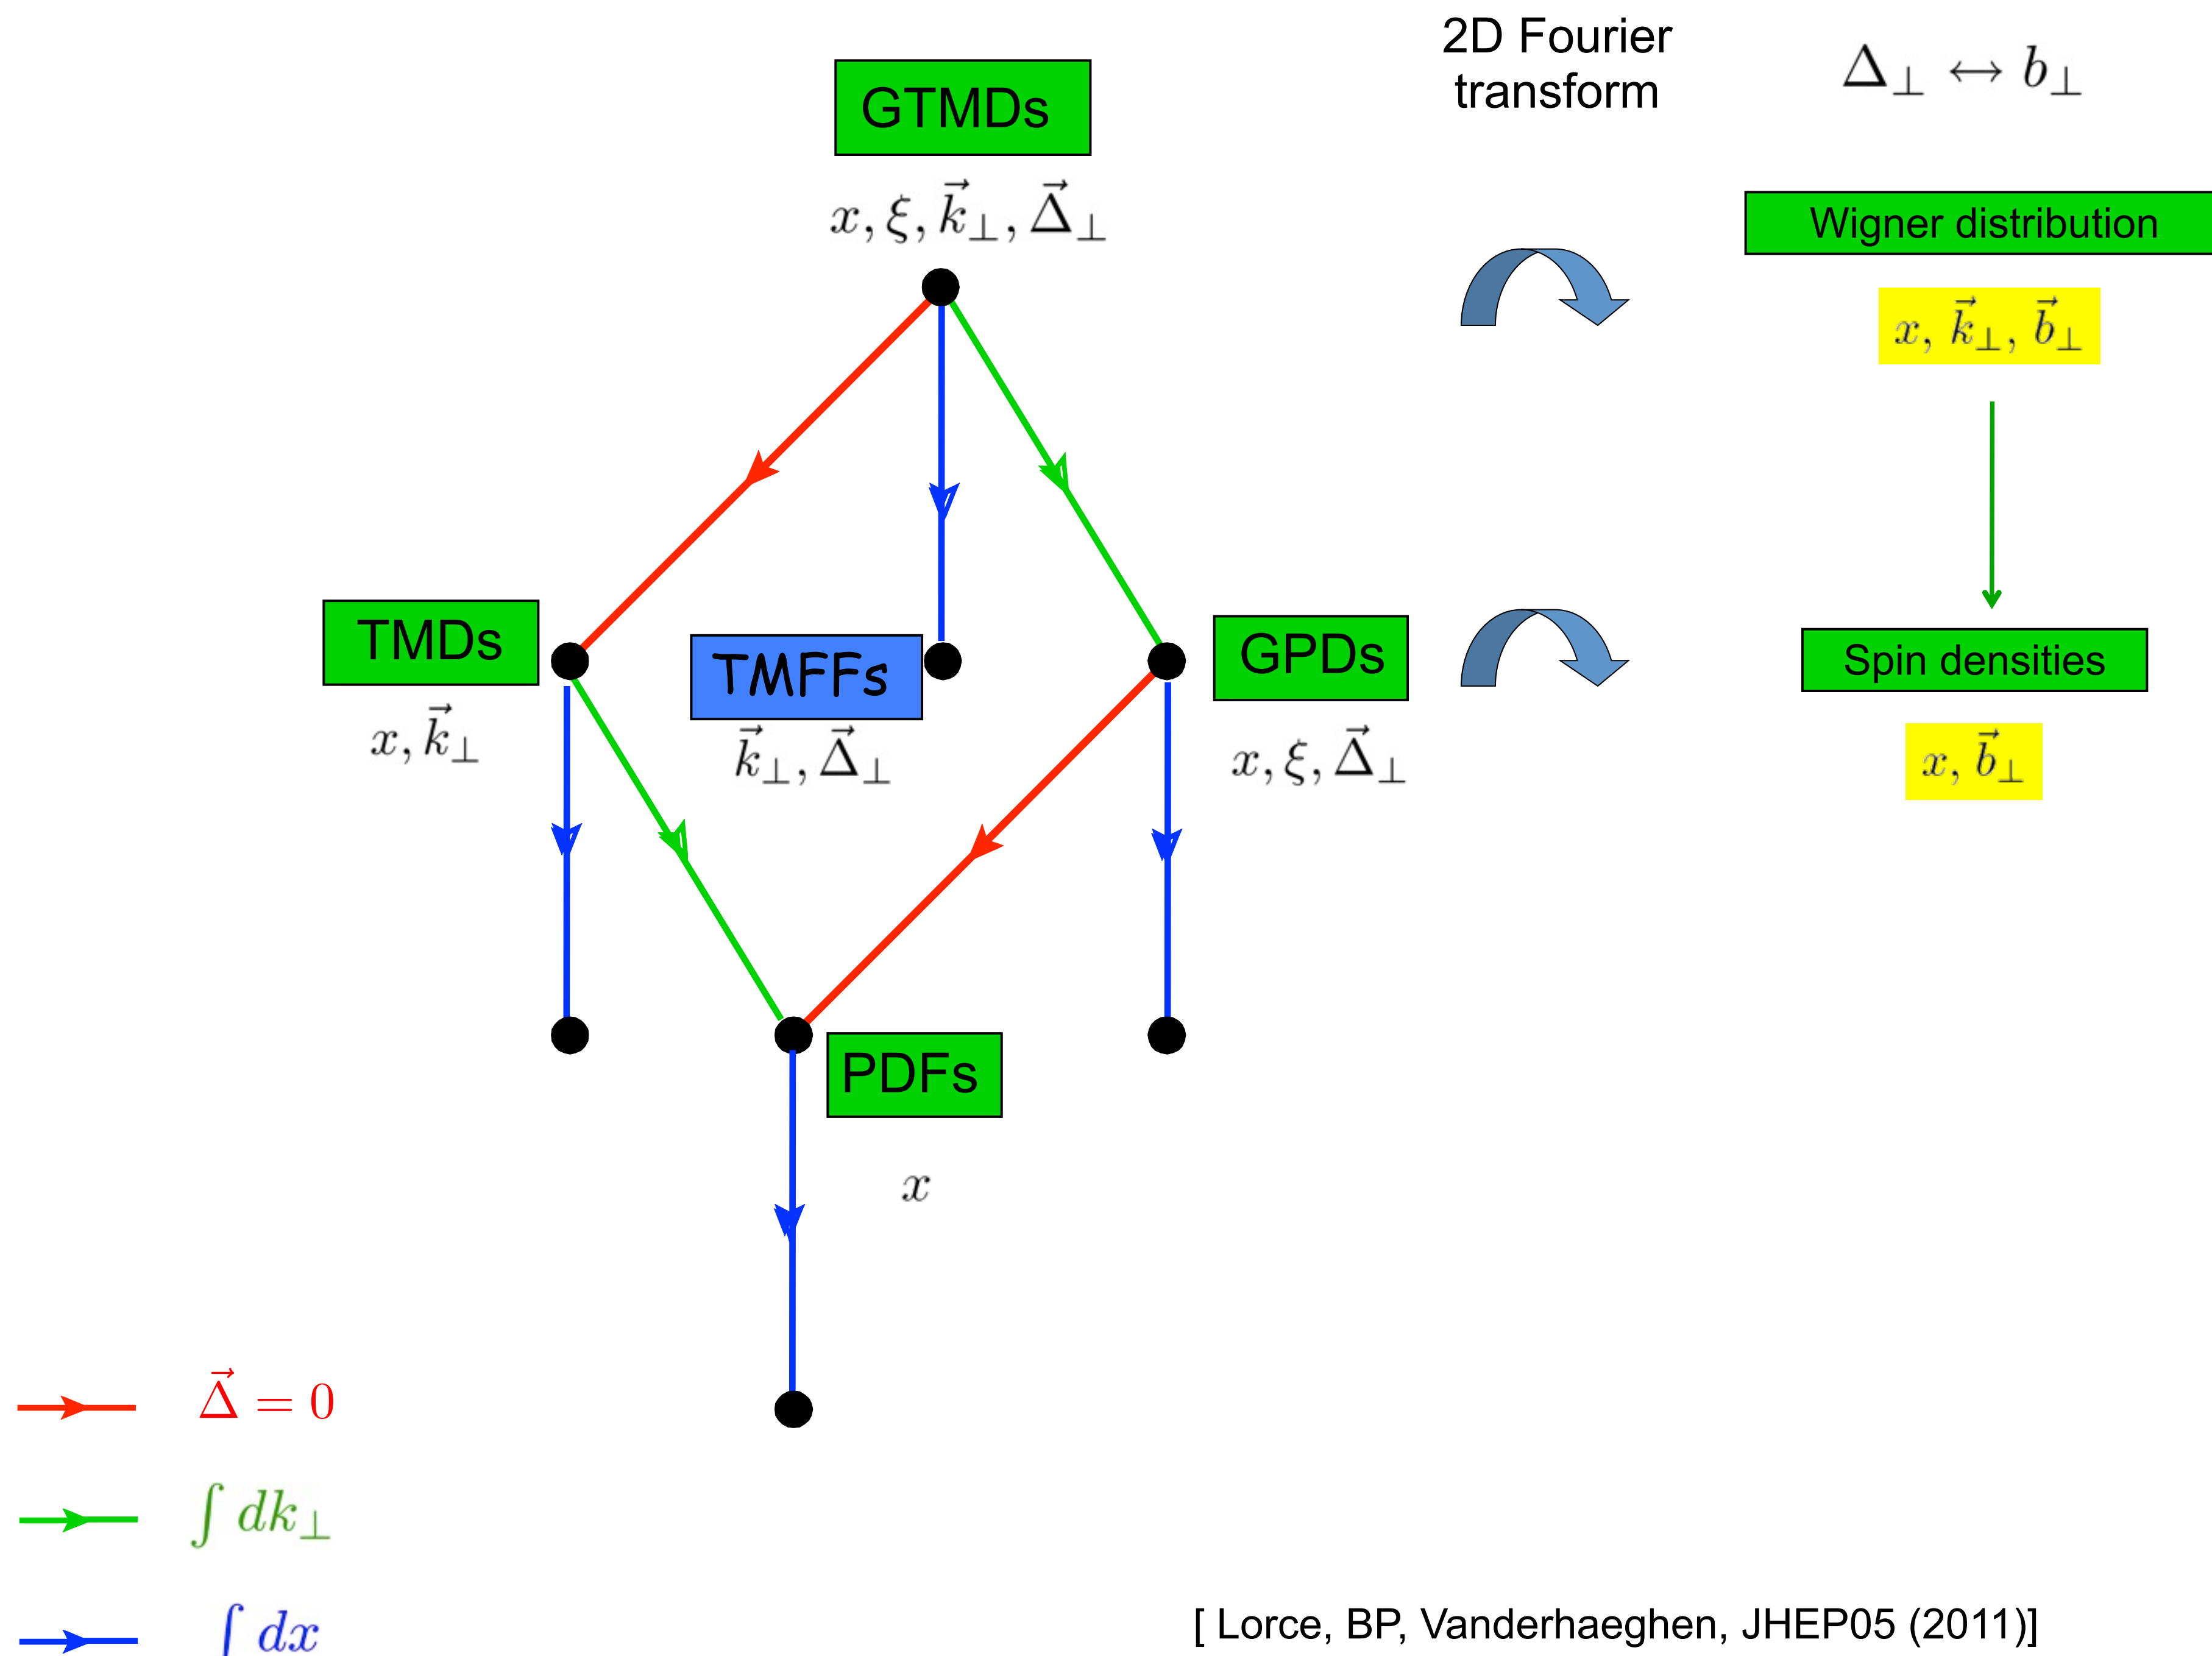 2D Fourier
transform
Δ⊥ ↔ b⊥
GTMDs
x, ξ, k⃗⊥, Δ⃗⊥
Wigner distribution
x, k⃗⊥, b⃗⊥
TMDs
x, k⃗⊥
TMFFs
k⃗⊥, Δ⃗⊥
GPDs
x, ξ, Δ⃗⊥
Spin densities
x, b⃗⊥
PDFs
x
Δ⃗ = 0
∫ dk⊥
∫ dx
[ Lorce, BP, Vanderhaeghen, JHEP05 (2011)]